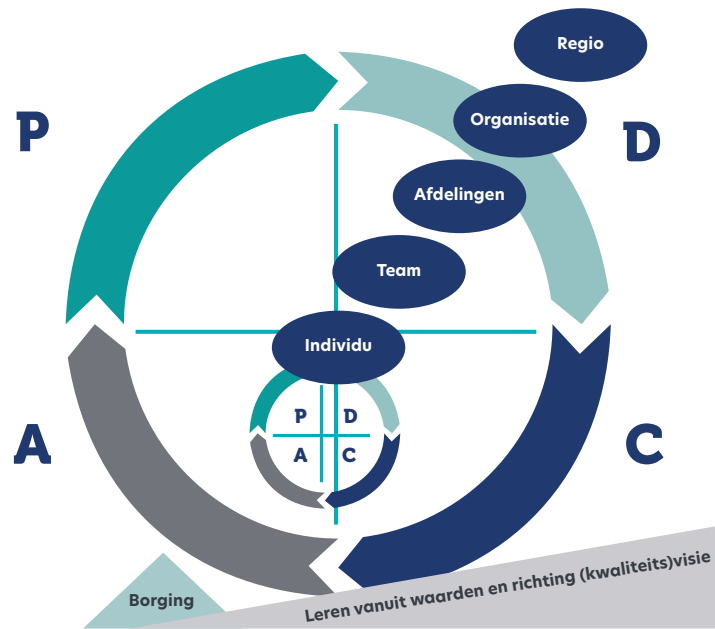 Regio
P
Organisatie
D
Afdelingen
Team
Individu
P D
A C
A
C
Borging
Leren vanuit waarden en richting (kwaliteits)visie